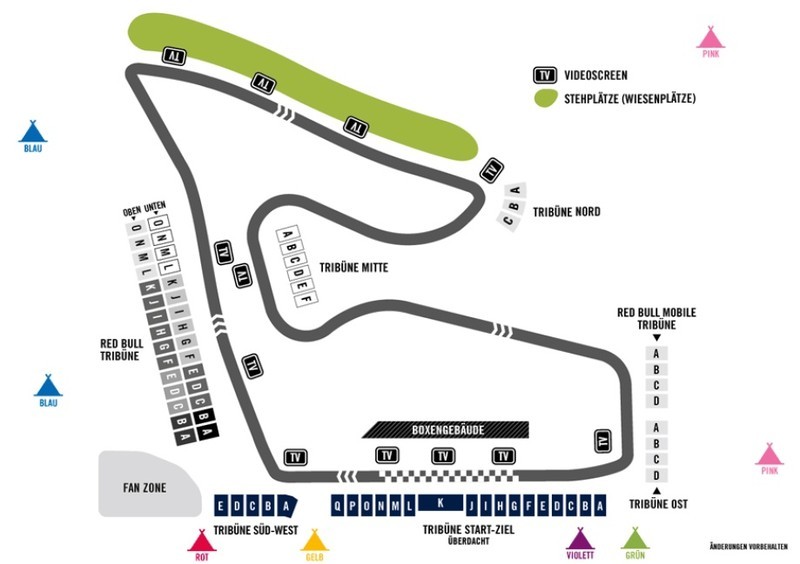 TV
TV
TV
TV
TV VIDEOSCREEN
STEHPLÄTZE (WIESENPLÄTZE)
PINK
BLAU
OBEN UNTEN
O N M L K J I H G F E D C B A
O N M L K J I H G F E D C B A
RED BULL
TRIBÜNE
A
B
C
TRIBÜNE NORD
A
B
C
D
E
F
TRIBÜNE MITTE
TV
TV
TV
RED BULL MOBILE
TRIBÜNE
A
B
C
D
A
B
C
D
TRIBÜNE OST
BLAU
PINK
BOXENGEBÄUDE
TV
TV
TV
TV
TV
FAN ZONE
E D C B A
TRIBÜNE SÜD-WEST
Q P O N M L K J I H G F E D C B A
TRIBÜNE START-ZIEL
ÜBERDACHT
ROT
GELB
VIOLETT
GRÜN
ÄNDERUNGEN VORBEHALTEN